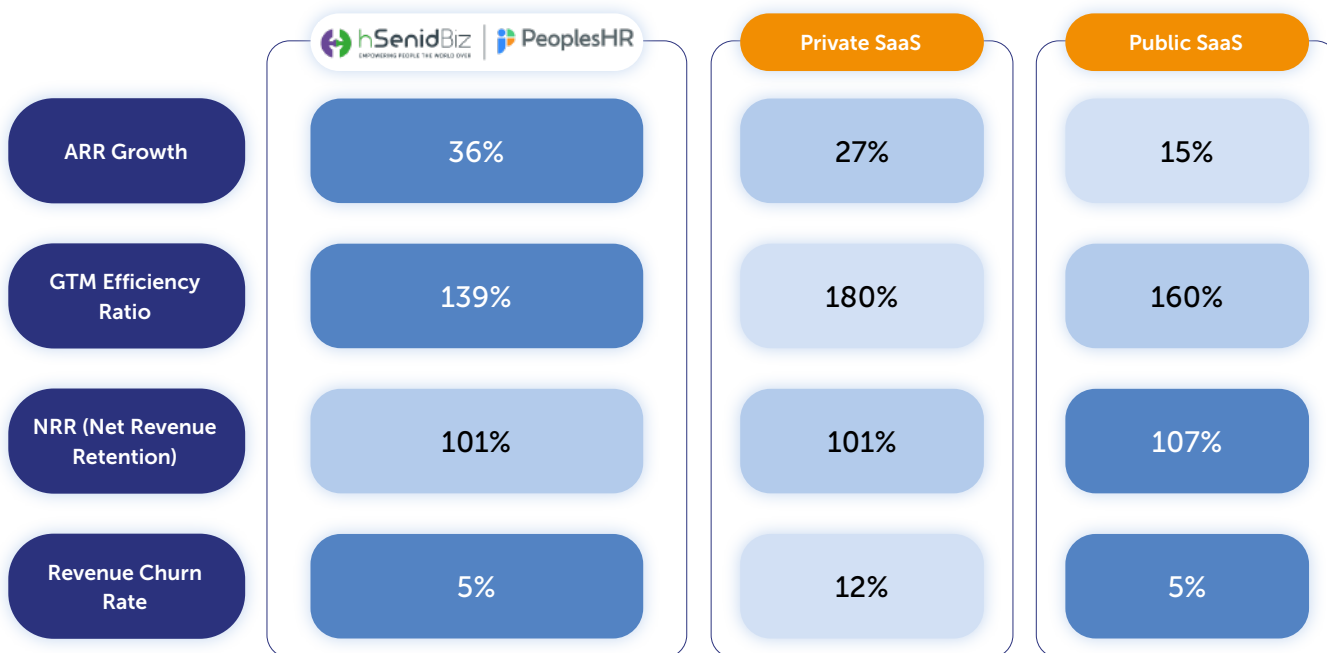 hSenidBiz
EMPOWERING PEOPLE THE WORLD OVER
PeoplesHR
Private SaaS
Public SaaS
ARR Growth
36%
27%
15%
GTM Efficiency
Ratio
139%
180%
160%
NRR (Net Revenue
Retention)
101%
101%
107%
Revenue Churn
Rate
5%
12%
5%